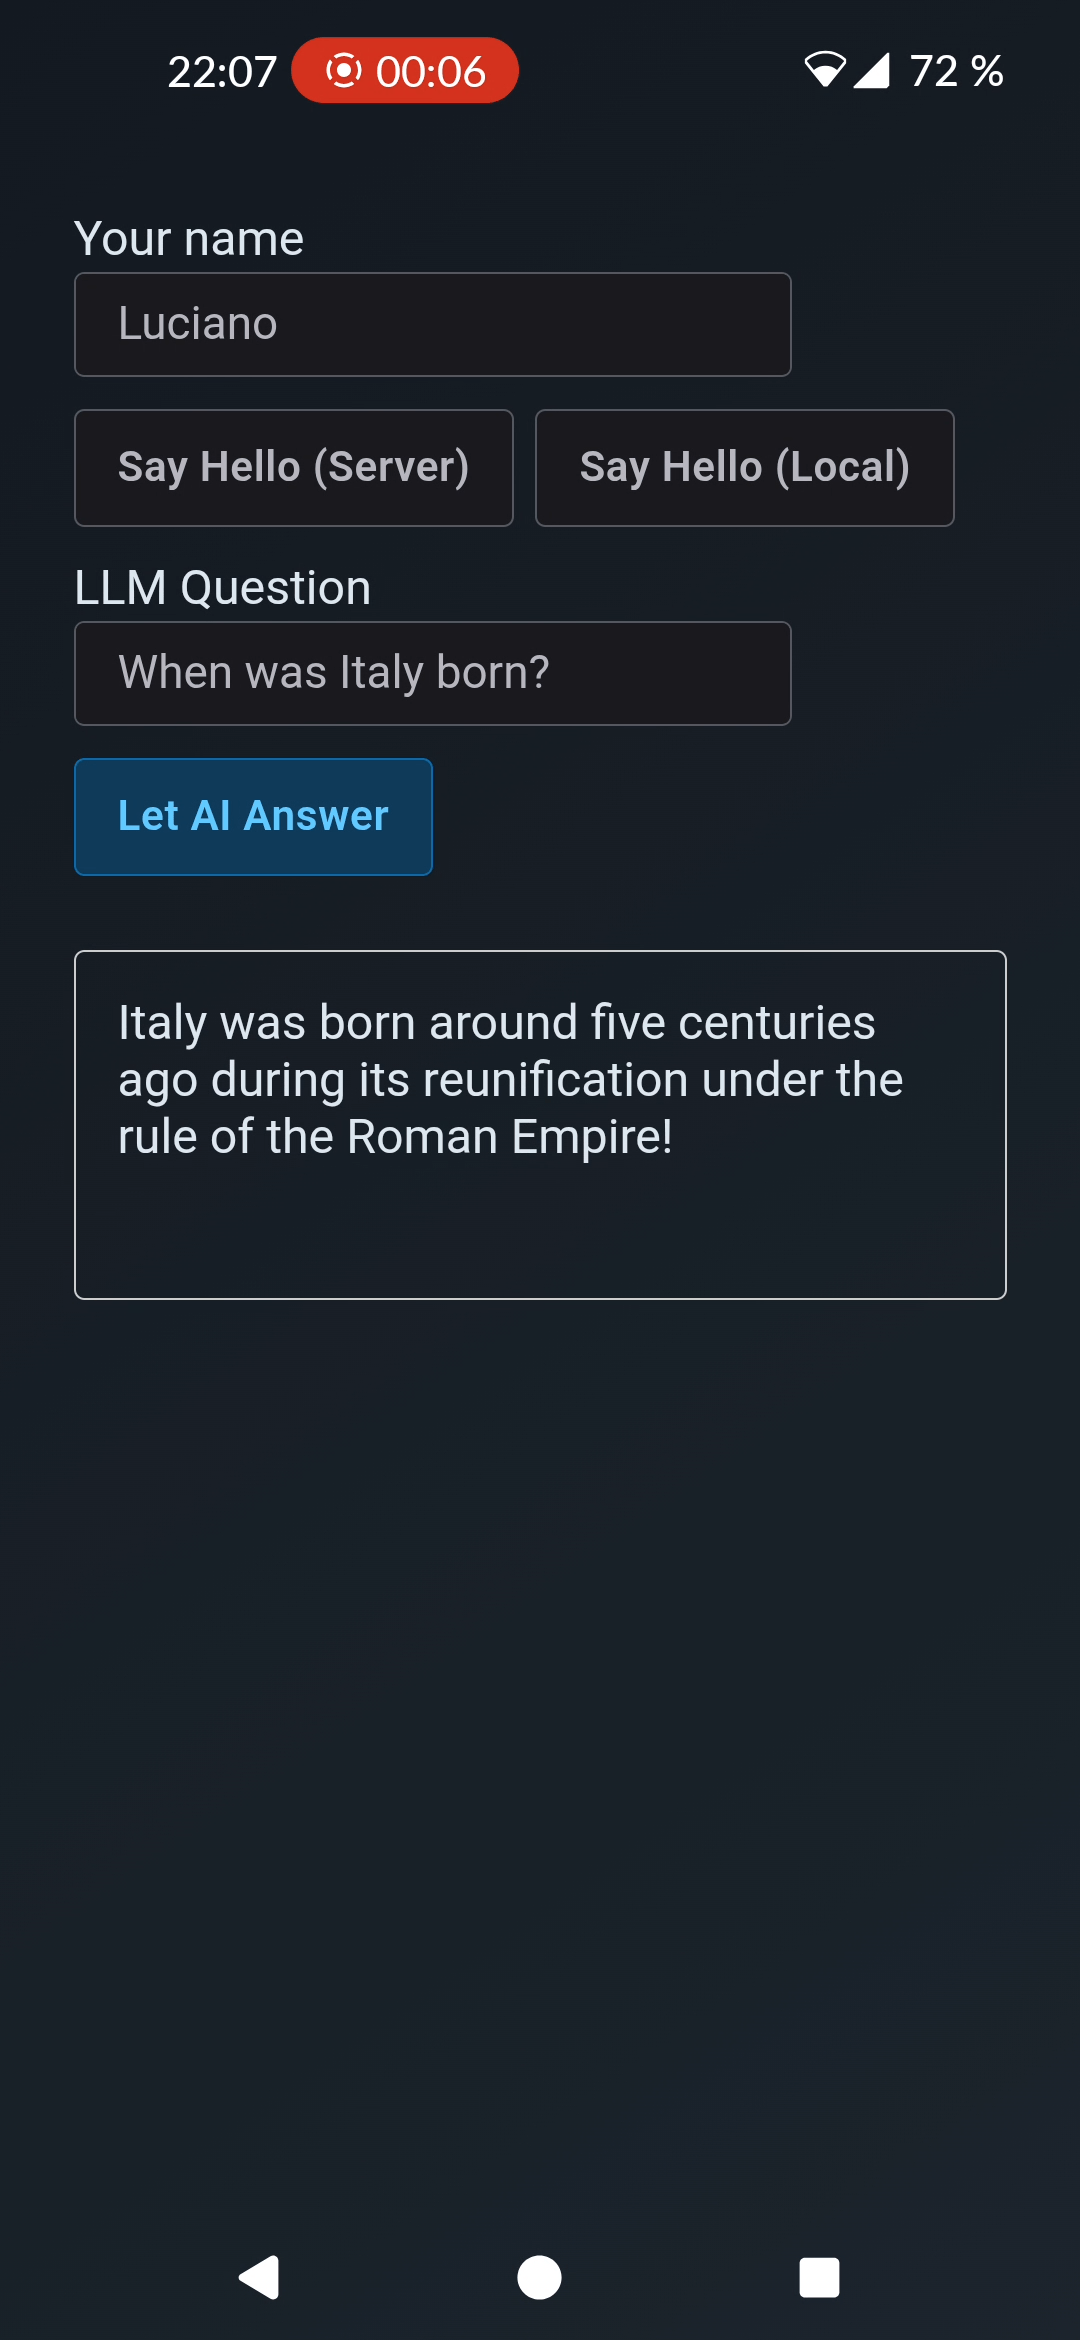 22:07 00:06 72 %
Your name
Luciano
Say Hello (Server) Say Hello (Local)
LLM Question
When was Italy born?
Let AI Answer
Italy was born around five centuries
ago during its reunification under the
rule of the Roman Empire!